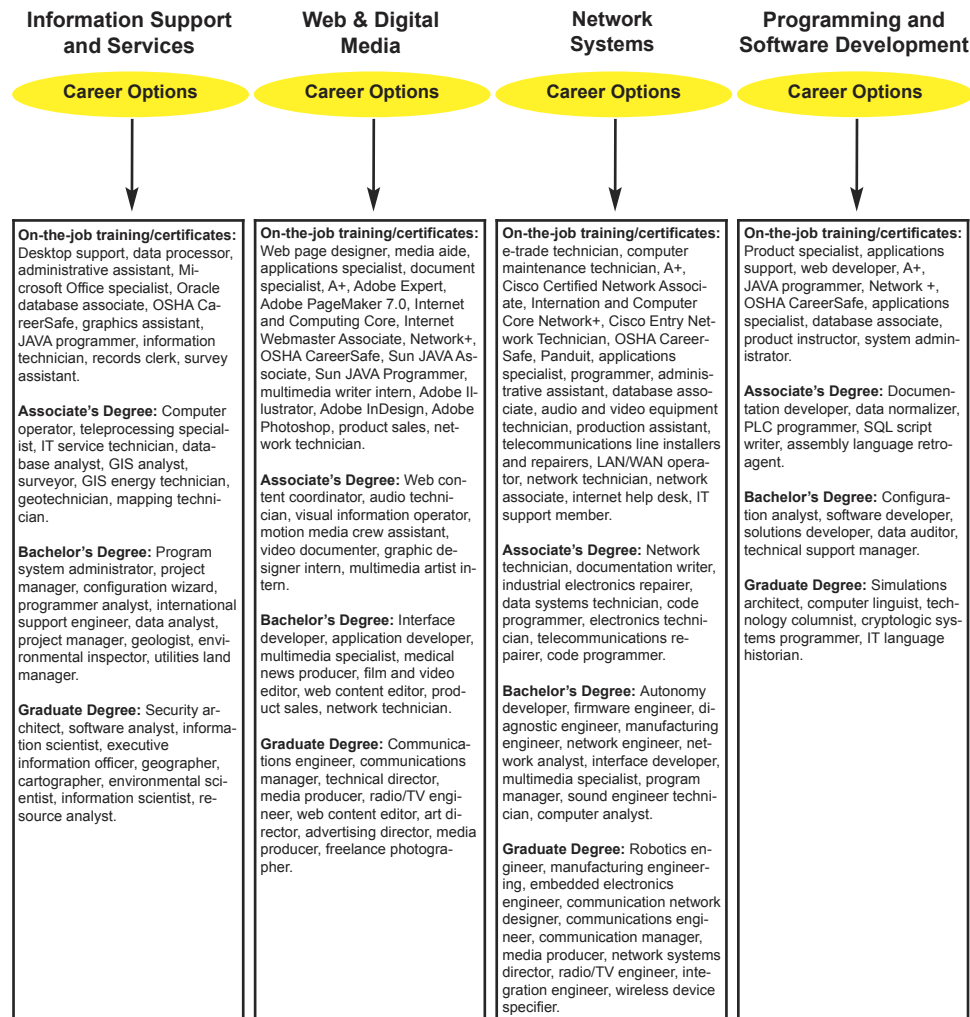 Information Support
and Services
Career Options
On-the-job training/certificates:
Desktop support, data processor,
administrative assistant, Mi-
crosoft Office specialist, Oracle
database associate, OSHA Ca-
reerSafe, graphics assistant,
JAVA programmer, information
technician, records clerk, survey
assistant.
Associate's Degree: Computer
operator, teleprocessing special-
ist, IT service technician, data-
base analyst, GIS analyst,
surveyor, GIS energy technician,
geotechnician, mapping techni-
cian.
Bachelor's Degree: Program
system administrator, project
manager, configuration wizard,
programmer analyst, international
support engineer, data analyst,
project manager, geologist, envi-
ronmental inspector, utilities land
manager.
Graduate Degree: Security ar-
chitect, software analyst, informa-
tion scientist, executive
information officer, geographer,
cartographer, environmental sci-
entist, information scientist, re-
source analyst.
Web & Digital
Media
Career Options
On-the-job training/certificates:
Web page designer, media aide,
applications specialist, document
specialist, A+, Adobe Expert,
Adobe PageMaker 7.0, Internet
and Computing Core, Internet
Webmaster Associate, Network+,
OSHA CareerSafe, Sun JAVA As-
sociate, Sun JAVA Programmer,
multimedia writer intern, Adobe Il-
lustrator, Adobe InDesign, Adobe
Photoshop, product sales, net-
work technician.
Associate's Degree: Web con-
tent coordinator, audio techni-
cian, visual information operator,
motion media crew assistant,
video documenter, graphic de-
signer intern, multimedia artist in-
tern.
Bachelor's Degree: Interface
developer, application developer,
multimedia specialist, medical
news producer, film and video
editor, web content editor, prod-
uct sales, network technician.
Graduate Degree: Communica-
tions engineer, communications
manager, technical director,
media producer, radio/TV engi-
neer, web content editor, art di-
rector, advertising director, media
producer, freelance photogra-
pher.
Network
Systems
Career Options
On-the-job training/certificates:
e-trade technician, computer
maintenance technician, A+,
Cisco Certified Network Associ-
ate, Internation and Computer
Core Network+, Cisco Entry Net-
work Technician, OSHA Career-
Safe, Panduit, applications
specialist, programmer, adminis-
trative assistant, database asso-
ciate, audio and video equipment
technician, production assistant,
telecommunications line installers
and repairers, LAN/WAN opera-
tor, network technician, network
associate, internet help desk, IT
support member.
Associate's Degree: Network
technician, documentation writer,
industrial electronics repairer,
data systems technician, code
programmer, electronics techni-
cian, telecommunications re-
pairer, code programmer.
Bachelor's Degree: Autonomy
developer, firmware engineer, di-
agnostic engineer, manufacturing
engineer, network engineer, net-
work analyst, interface developer,
multimedia specialist, program
manager, sound engineer techni-
cian, computer analyst.
Graduate Degree: Robotics en-
gineer, manufacturing engineer-
ing, embedded electronics
engineer, communication network
designer, communications engi-
neer, communication manager,
media producer, network systems
director, radio/TV engineer, inte-
gration engineer, wireless device
specifier.
Programming and
Software Development
Career Options
On-the-job training/certificates:
Product specialist, applications
support, web developer, A+,
JAVA programmer, Network +,
OSHA CareerSafe, applications
specialist, database associate,
product instructor, system admin-
istrator.
Associate's Degree: Documen-
tation developer, data normalizer,
PLC programmer, SQL script
writer, assembly language retro-
agent.
Bachelor's Degree: Configura-
tion analyst, software developer,
solutions developer, data auditor,
technical support manager.
Graduate Degree: Simulations
architect, computer linguist, tech-
nology columnist, cryptologic sys-
tems programmer, IT language
historian.